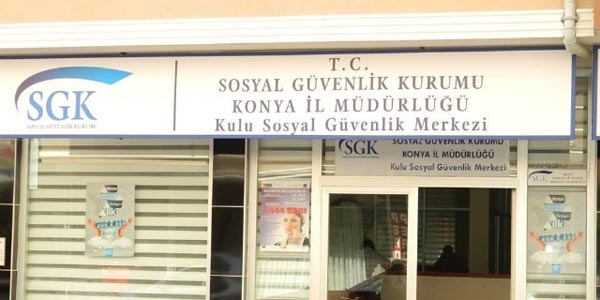 SGK
SOSYAL GÜVENLİK KURUMU
T.C.
SOSYAL GÜVENLİK KURUMU
KONYA İL MÜDÜRLÜĞÜ
Kulu Sosyal Güvenlik Merkezi
SGK
SOSYAL GÜVENLİK KURUMU
KONYA İL MÜDÜRLÜĞÜ
Kulu Sosyal Güvenlik Merkezi
SGK